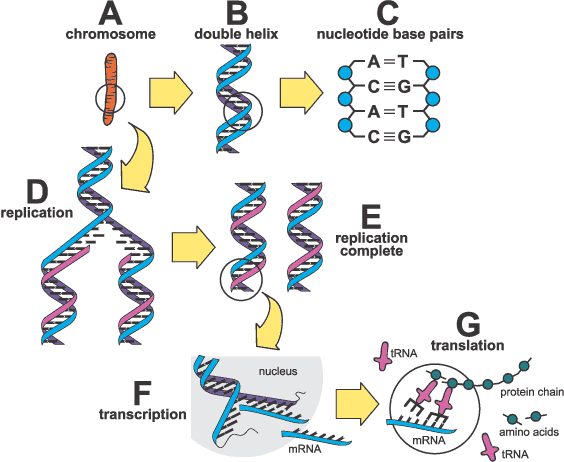 A
chromosome
B
double helix
C
nucleotide base pairs
A=T
C≡G
A=T
C≡G
D
replication
E
replication
complete
F
transcription
nucleus
mRNA
G
translation
tRNA
protein chain
amino acids
mRNA
tRNA